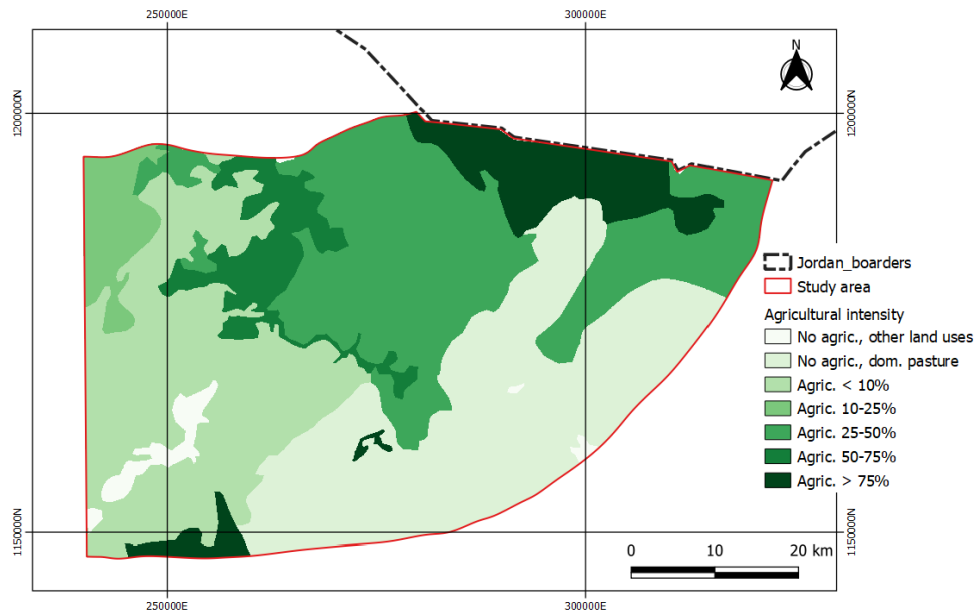 250000E 300000E
N
1200000N 1200000N
Jordan_boarders
Study area
Agricultural intensity
No agric., other land uses
No agric., dom. pasture
Agric. < 10%
Agric. 10-25%
Agric. 25-50%
Agric. 50-75%
Agric. > 75%
1150000N 1150000N
0 10 20 km
250000E 300000E